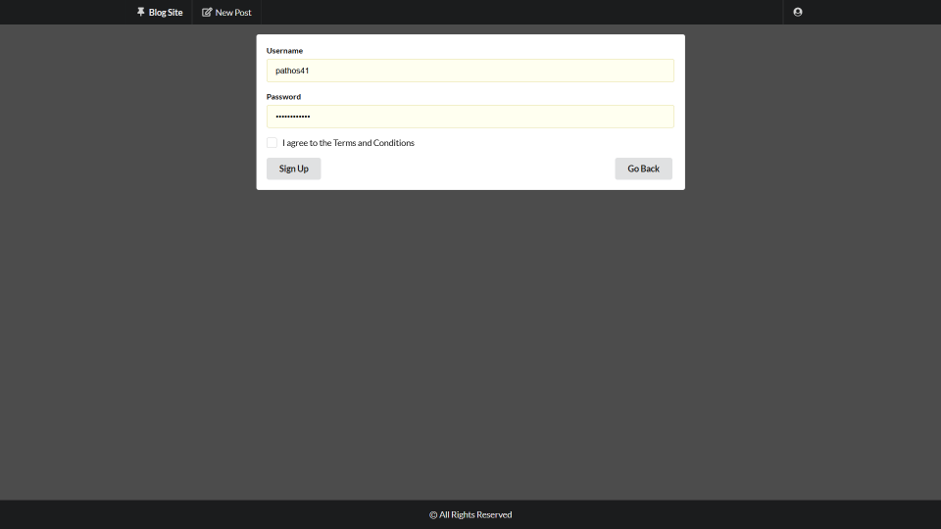 Blog Site New Post
Username
pathos41
Password
••••••••••••
I agree to the Terms and Conditions
Sign Up Go Back
© All Rights Reserved